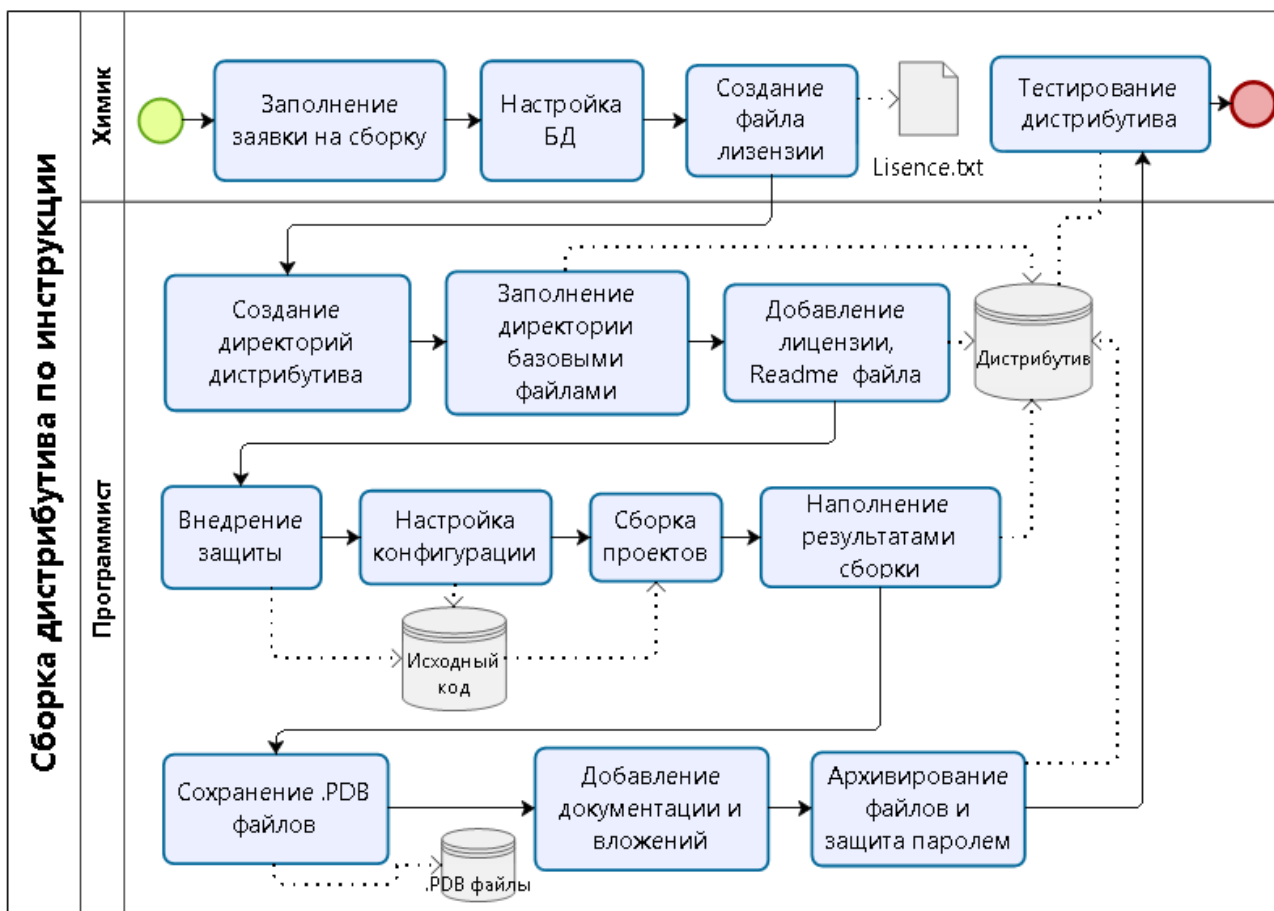 Сборка дистрибутива по инструкции
Химик
Заполнение
заявки на сборку
Настройка
БД
Создание
файла
лизензии
Lisence.txt
Тестирование
дистрибутива
Программист
Создание
директорий
дистрибутива
Заполнение
директории
базовыми
файлами
Добавление
лицензии,
Readme файла
Дистрибутив
Внедрение
защиты
Настройка
конфигурации
Сборка
проектов
Наполнение
результатами
сборки
Исходный
код
Сохранение .PDB
файлов
.PDB файлы
Добавление
документации и
вложений
Архивирование
файлов и
защита паролем